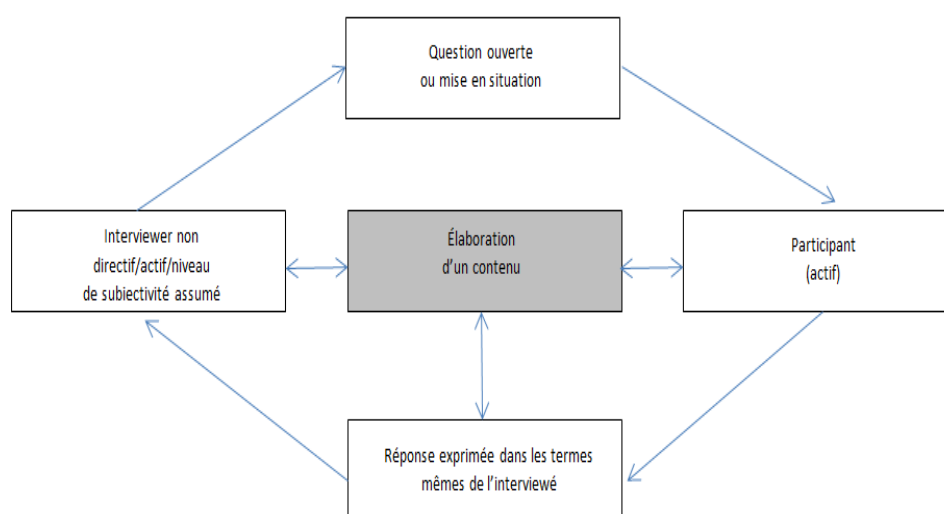 Question ouverte
ou mise en situation
Interviewer non
directif/actif/niveau
de subjectivité assumé
Élaboration
d'un contenu
Participant
(actif)
Réponse exprimée dans les termes
mêmes de l'interviewé